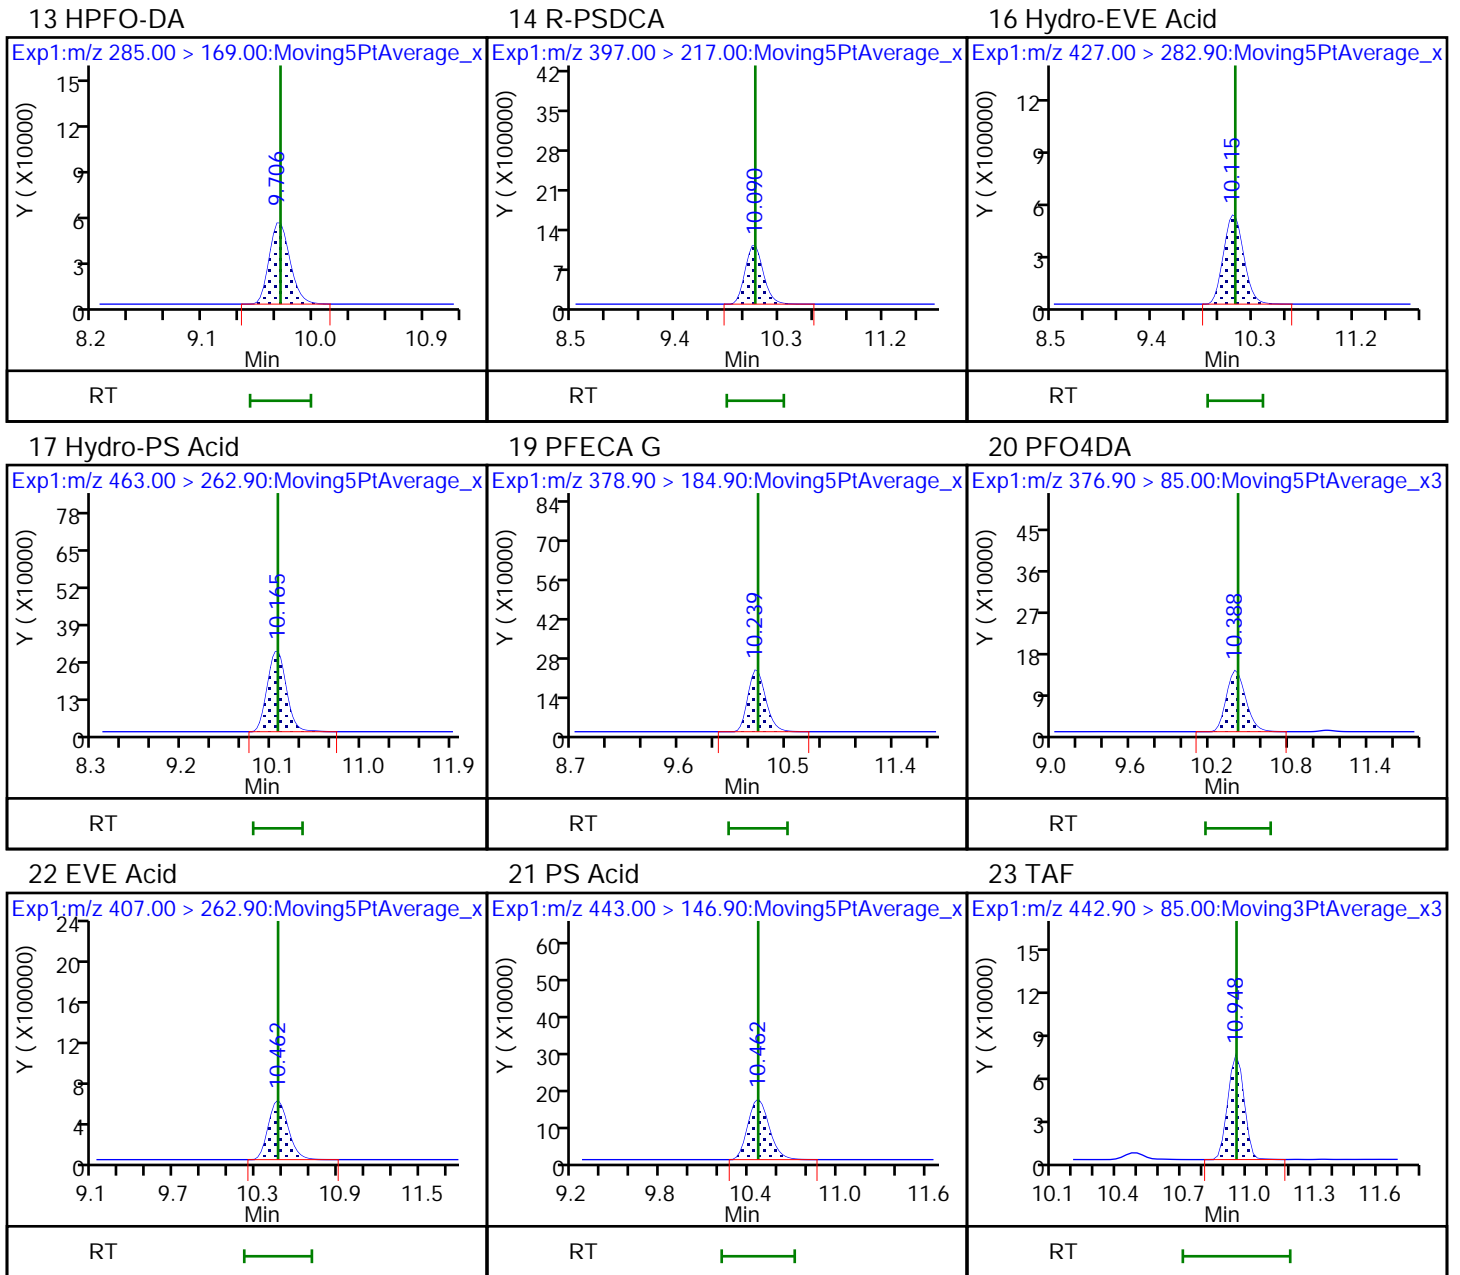 13 HPFO-DA
Exp1:m/z 285.00 > 169.00:Moving5PtAverage_x
Y ( X100000)
15
12
9
6
3
0
9.706
8.2 9.1 10.0 10.9
Min
RT
14 R-PSDCA
Exp1:m/z 397.00 > 217.00:Moving5PtAverage_x
Y ( X100000)
42
35
28
21
14
7
0
10.090
8.5 9.4 10.3 11.2
Min
RT
16 Hydro-EVE Acid
Exp1:m/z 427.00 > 282.90:Moving5PtAverage_x
Y ( X100000)
12
9
6
3
0
10.115
8.5 9.4 10.3 11.2
Min
RT
17 Hydro-PS Acid
Exp1:m/z 463.00 > 262.90:Moving5PtAverage_x
Y ( X10000)
78
65
52
39
26
13
0
10.165
8.3 9.2 10.1 11.0 11.9
Min
RT
19 PFECA G
Exp1:m/z 378.90 > 184.90:Moving5PtAverage_x
Y ( X10000)
84
70
56
42
28
14
0
10.239
8.7 9.6 10.5 11.4
Min
RT
20 PFO4DA
Exp1:m/z 376.90 > 85.00:Moving5PtAverage_x3
Y ( X10000)
45
36
27
18
9
0
10.388
9.0 9.6 10.2 10.8 11.4
Min
RT
22 EVE Acid
Exp1:m/z 407.00 > 262.90:Moving5PtAverage_x
Y ( X100000)
24
20
16
12
8
4
0
10.462
9.1 9.7 10.3 10.9 11.5
Min
RT
21 PS Acid
Exp1:m/z 443.00 > 146.90:Moving5PtAverage_x
Y ( X10000)
60
50
40
30
20
10
0
10.462
9.2 9.8 10.4 11.0 11.6
Min
RT
23 TAF
Exp1:m/z 442.90 > 85.00:Moving3PtAverage_x3
Y ( X10000)
15
12
9
6
3
0
10.948
10.1 10.4 10.7 11.0 11.3 11.6
Min
RT